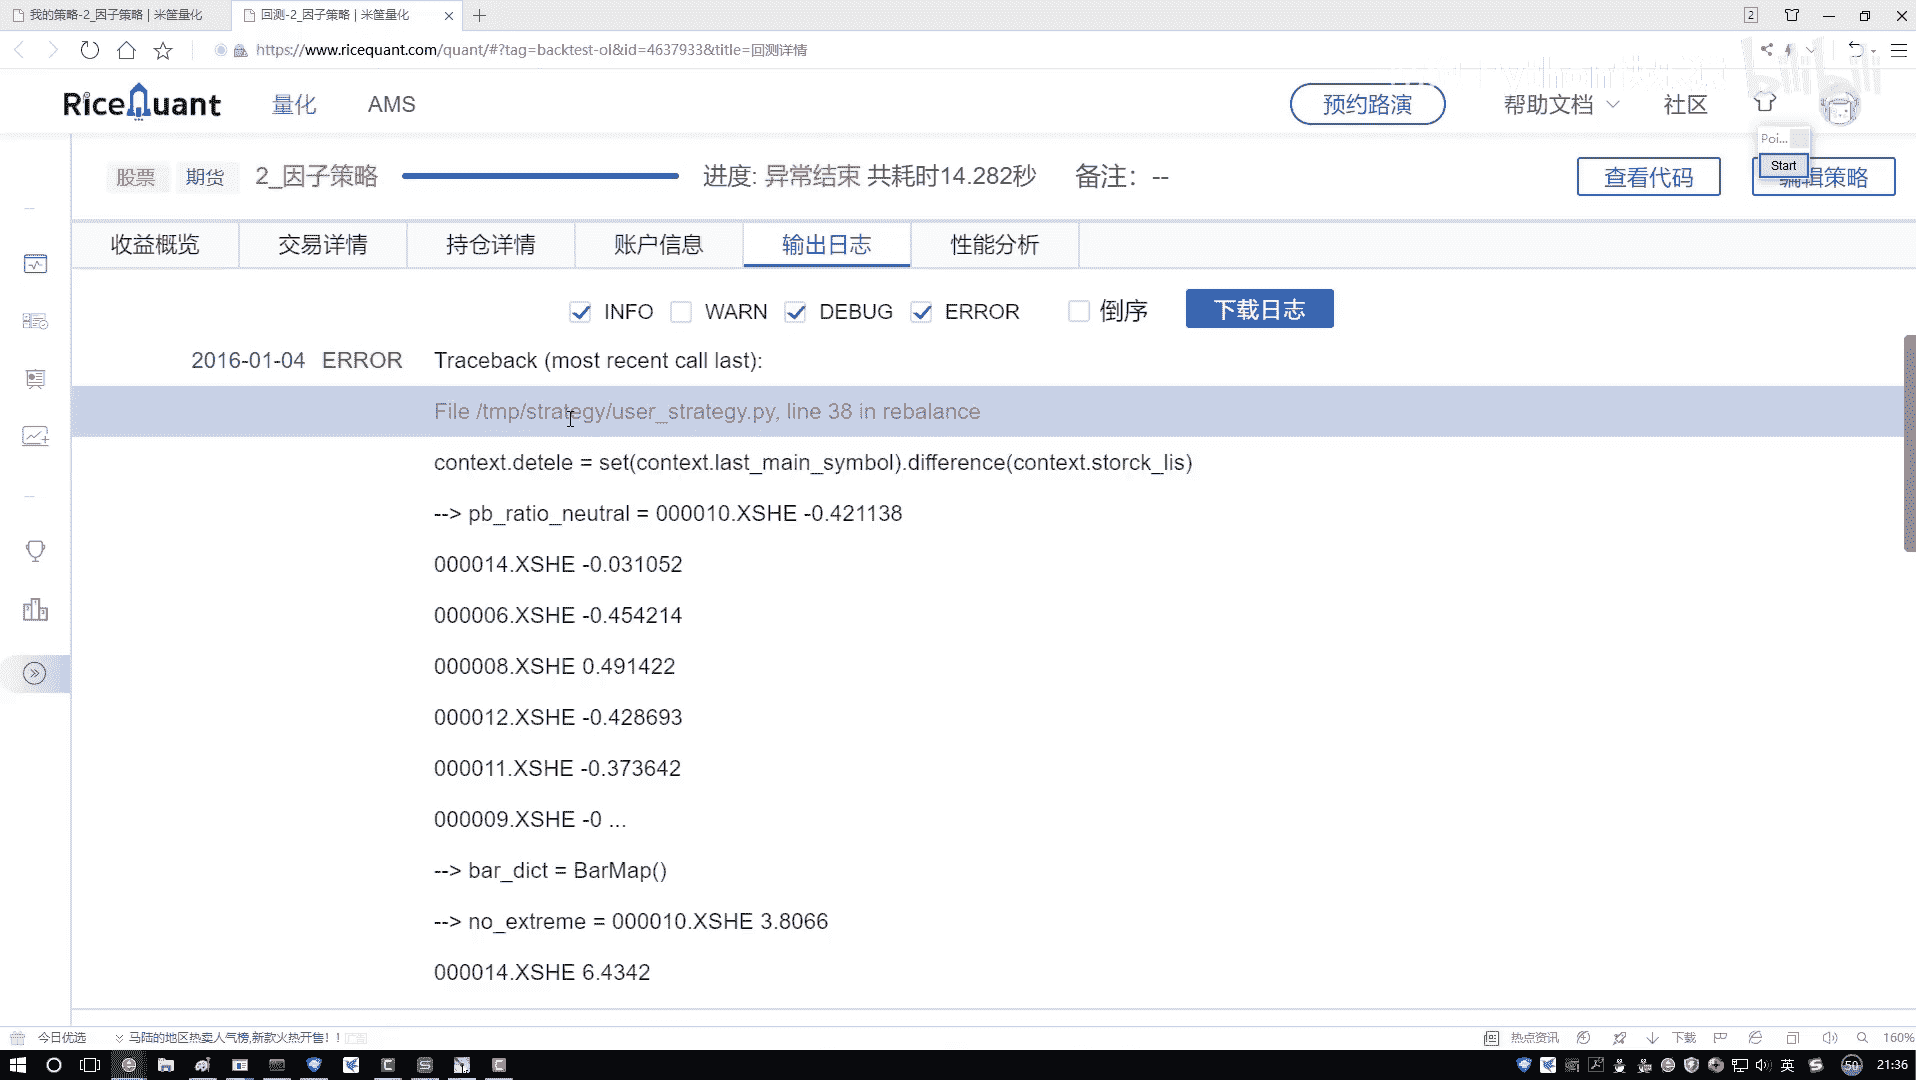 我的策略-2_因子策略 | 米筐量化
回测-2_因子策略 | 米筐量化
2
https://www.ricequant.com/quant/#?tag=backtest-ol&id=4637933&title=回测详情
RiceQuant
量化
AMS
预约路演
帮助文档
社区
Poi...
Start
股票
期货
2_因子策略
进度: 异常结束 共耗时14.282秒
备注: --
查看代码
编辑策略
收益概览
交易详情
持仓详情
账户信息
输出日志
性能分析
INFO
WARN
DEBUG
ERROR
倒序
下载日志
2016-01-04 ERROR Traceback (most recent call last):
File /tmp/strategy/user_strategy.py, line 38 in rebalance
context.detele = set(context.last_main_symbol).difference(context.storck_lis)
--> pb_ratio_neutral = 000010.XSHE -0.421138
000014.XSHE -0.031052
000006.XSHE -0.454214
000008.XSHE 0.491422
000012.XSHE -0.428693
000011.XSHE -0.373642
000009.XSHE -0 ...
--> bar_dict = BarMap()
--> no_extreme = 000010.XSHE 3.8066
000014.XSHE 6.4342
今日优选
马陆的地区热卖人气榜,新款火热开售！！
热点资讯
下载
160%
英
50
21:36